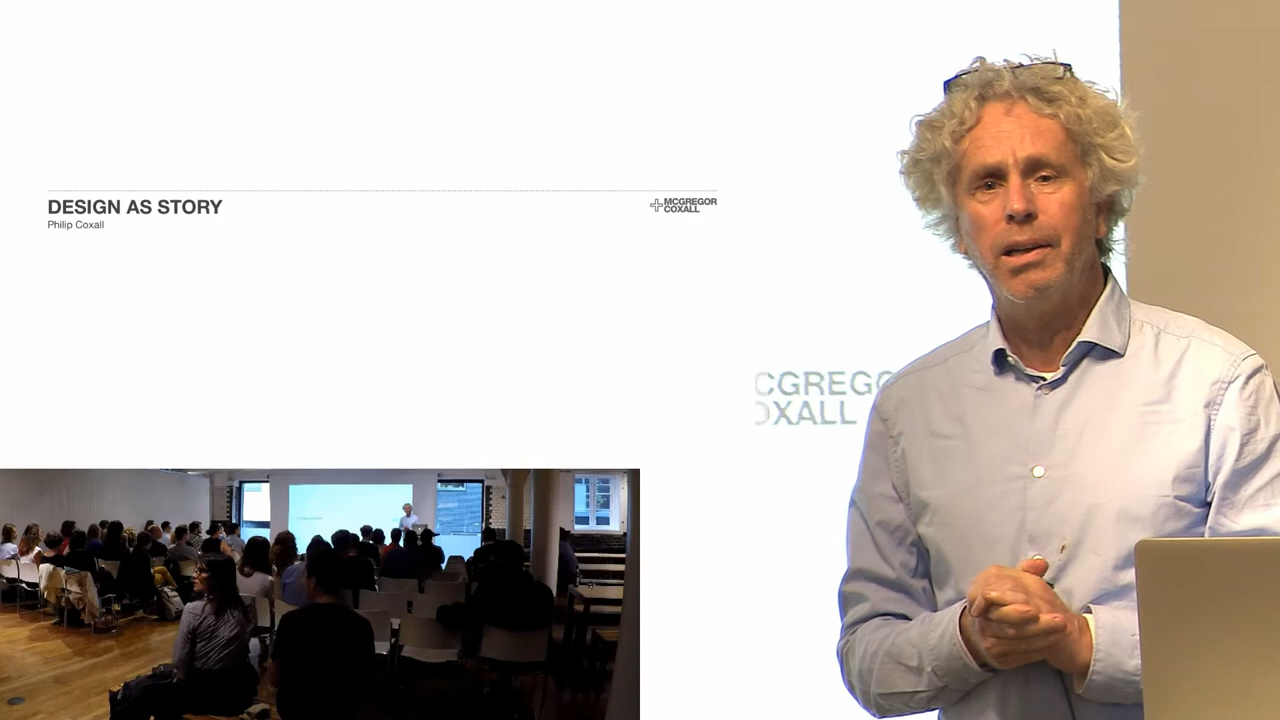 DESIGN AS STORY
Philip Coxall
MCGREGOR
COXALL
CGREGO
OXALL